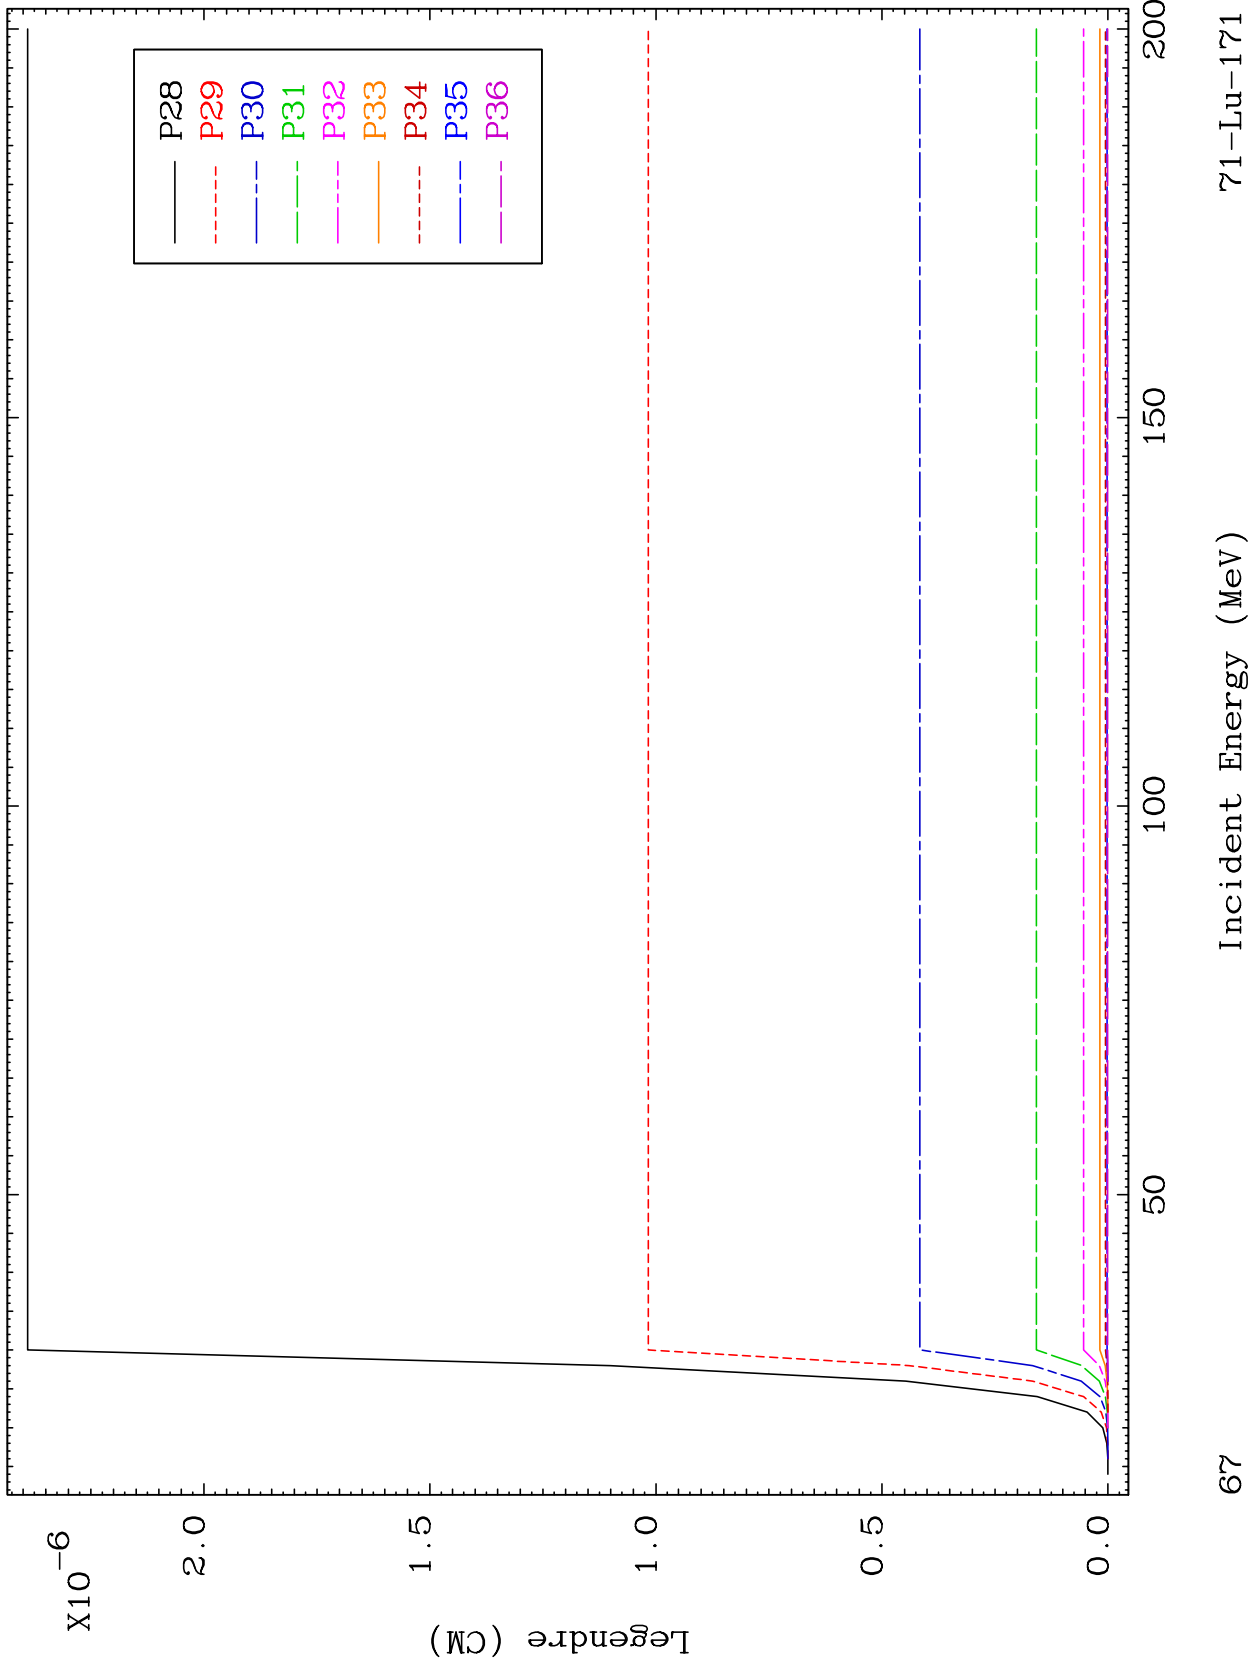 X10-6
2.0
1.5
1.0
0.5
0.0
Legendre (CM)
P28
P29
P30
P31
P32
P33
P34
P35
P36
50
100
150
200
Incident Energy (MeV)
67
71-Lu-171